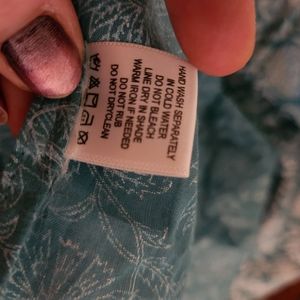 HAND WASH SEPARATELY
IN COLD WATER
DO NOT BLEACH
LINE DRY IN SHADE
WARM IRON IF NEEDED
DO NOT RUB
DO NOT DRYCLEAN